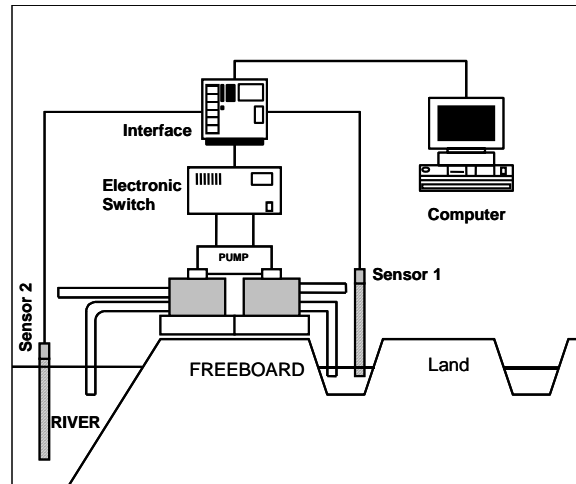 Interface
Electronic
Switch
Computer
PUMP
Sensor 1
Sensor 2
FREEBOARD
Land
RIVER